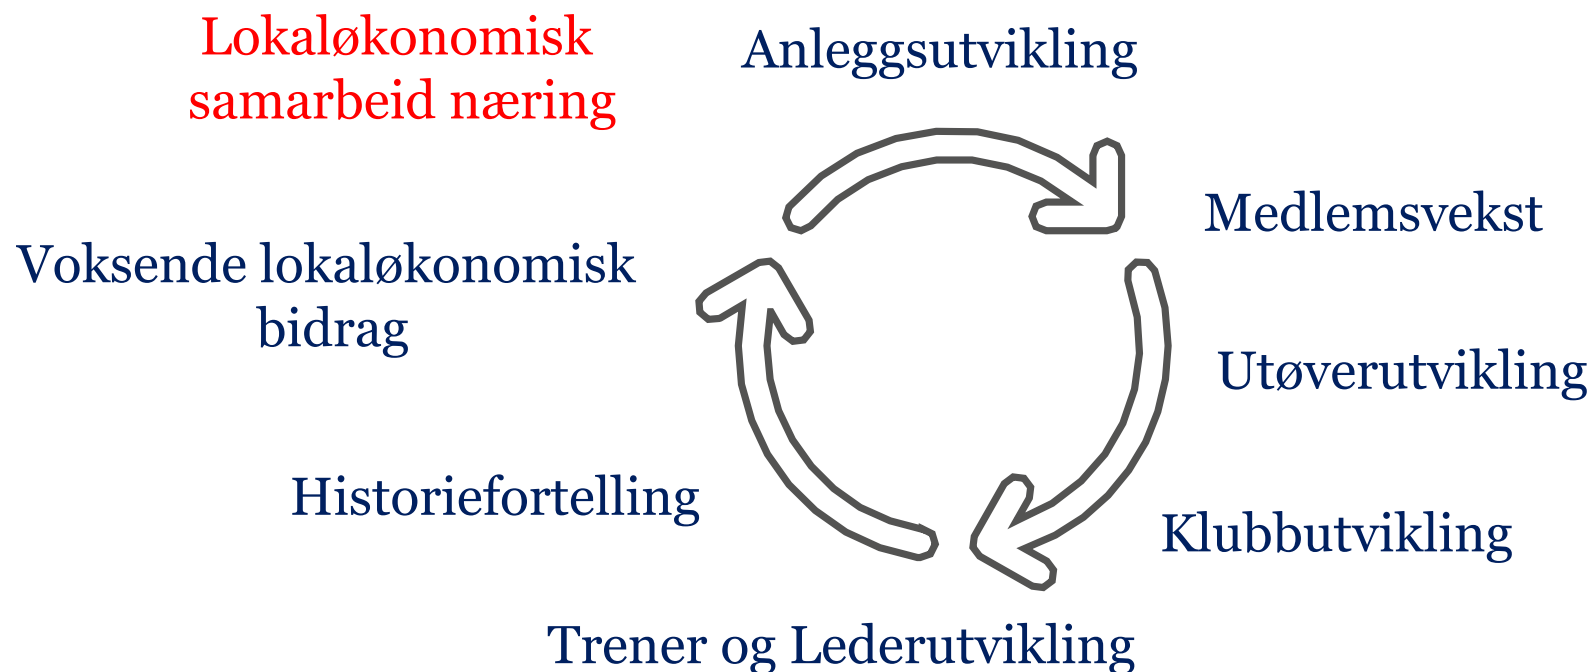 Lokaløkonomisk
samarbeid næring
Anleggsutvikling
Medlemsvekst
Utøverutvikling
Klubbutvikling
Trener og Lederutvikling
Historiefortelling
Voksende lokaløkonomisk
bidrag